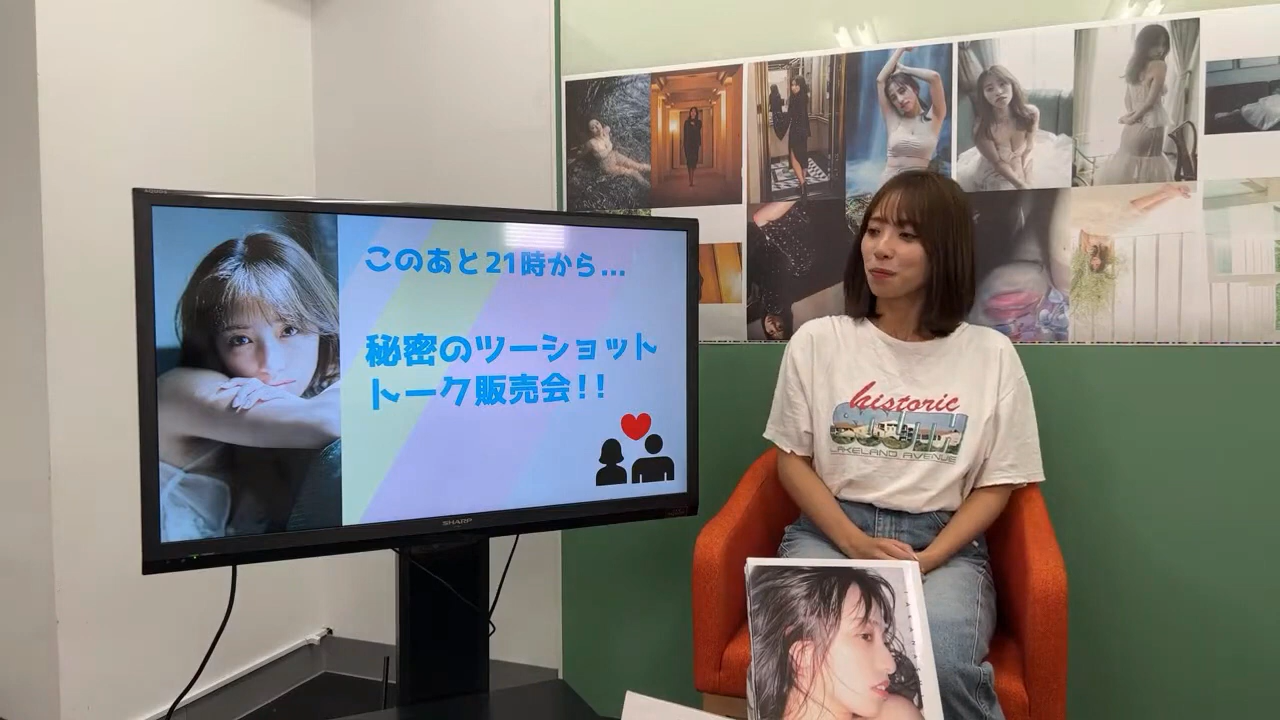 このあと21時から...
秘密のツーショット
トーク販売会!!
SHARP
historic
LAKELAND AVENUE